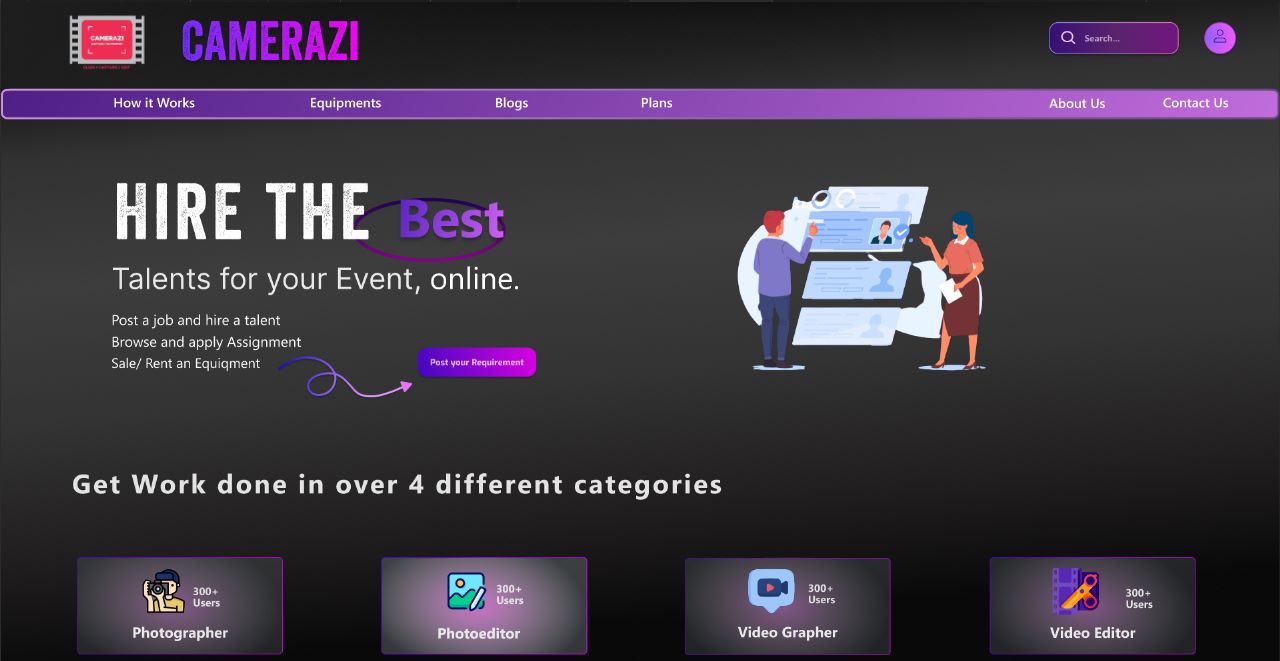 CAMERAZI
CAMERAZI
Search...
How it Works
Equipments
Blogs
Plans
About Us
Contact Us
HIRE THE Best
Talents for your Event, online.
Post a job and hire a talent
Browse and apply Assignment
Sale/ Rent an Equiqment
Post your Requirement
Get Work done in over 4 different categories
300+
Users
Photographer
300+
Users
Photoeditor
300+
Users
Video Grapher
300+
Users
Video Editor